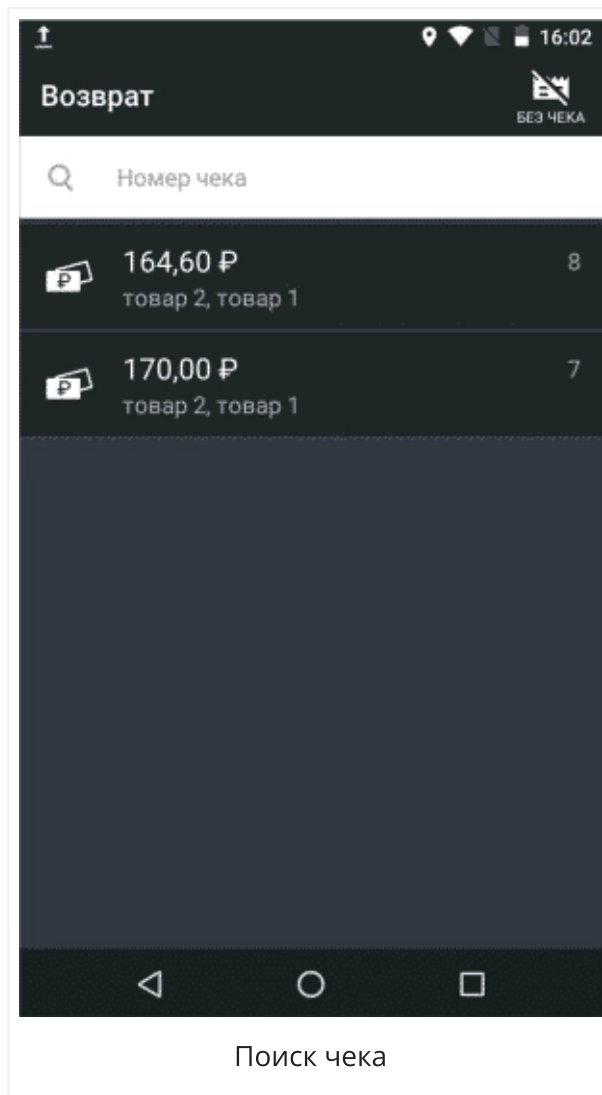 16:02
Возврат
БЕЗ ЧЕКА
Номер чека
164,60 ₽
8
товар 2, товар 1
170,00 ₽
7
товар 2, товар 1
Поиск чека